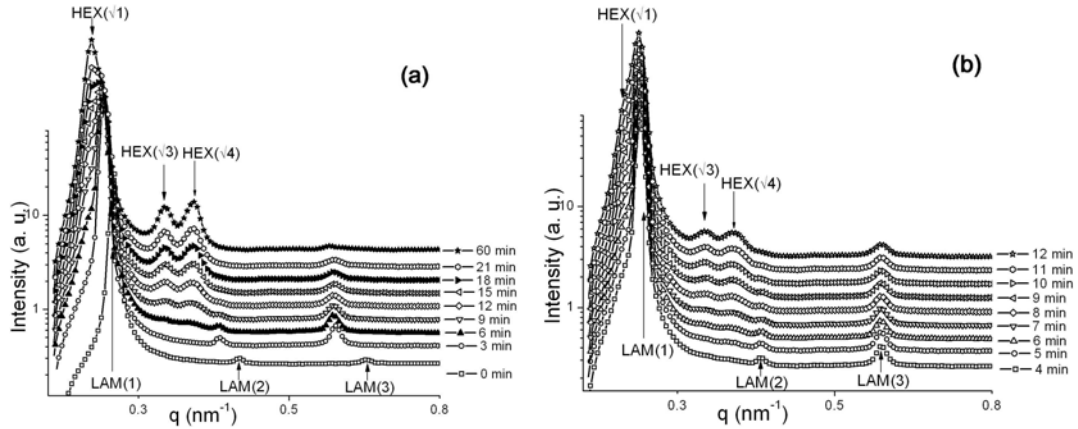 HEX(√1)
(a)
HEX(√3)
HEX(√4)
Intensity (a. u.)
10
1
60 min
21 min
18 min
15 min
12 min
9 min
6 min
3 min
0 min
LAM(1)
LAM(2)
LAM(3)
0.3
0.5
0.8
q (nm⁻¹)
HEX(√1)
(b)
HEX(√3)
HEX(√4)
Intensity (a. u.)
10
1
12 min
11 min
10 min
9 min
8 min
7 min
6 min
5 min
4 min
LAM(1)
LAM(2)
LAM(3)
0.3
0.5
0.8
q (nm⁻¹)